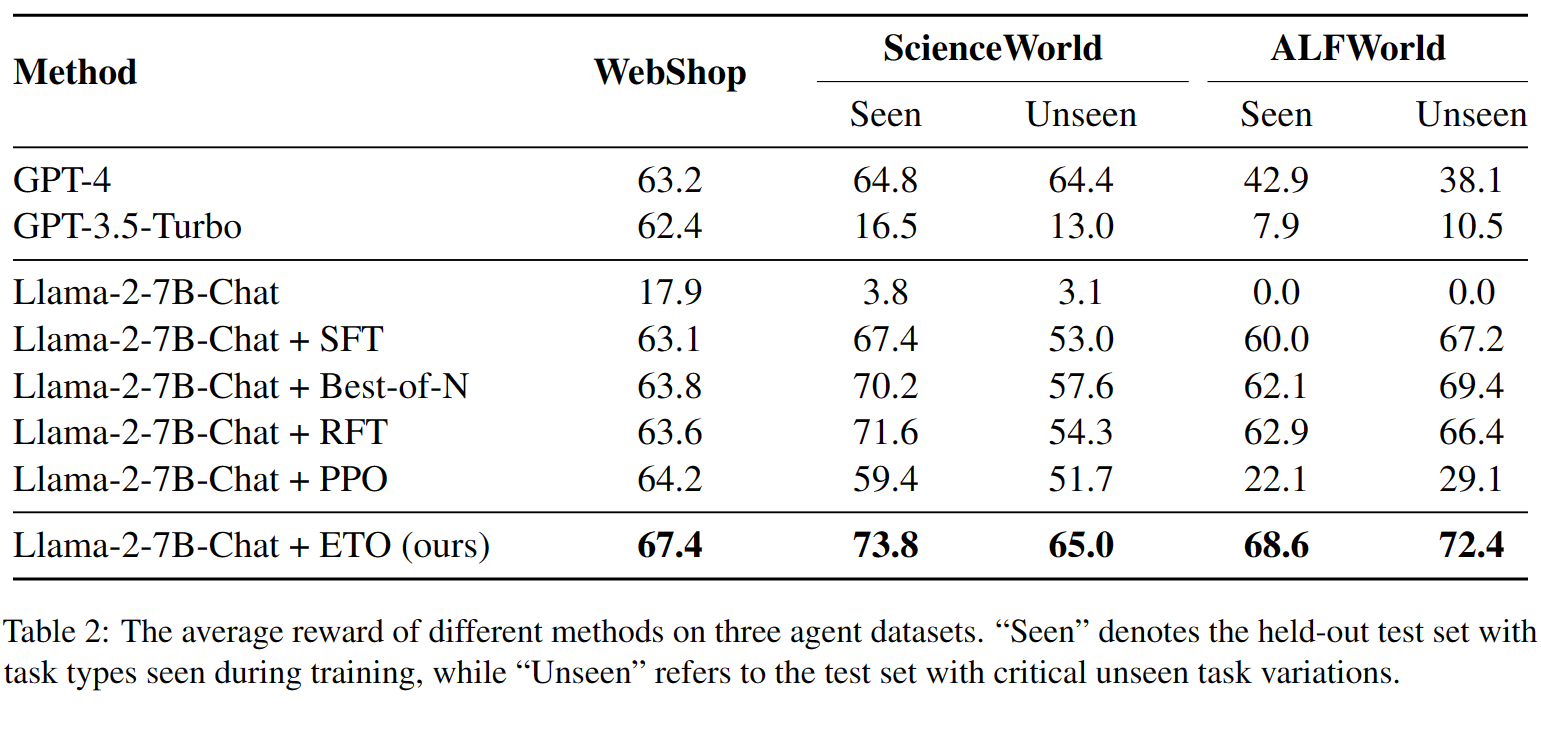 Method WebShop ScienceWorld ALFWorld
Seen Unseen Seen Unseen
GPT-4 63.2 64.8 64.4 42.9 38.1
GPT-3.5-Turbo 62.4 16.5 13.0 7.9 10.5
Llama-2-7B-Chat 17.9 3.8 3.1 0.0 0.0
Llama-2-7B-Chat + SFT 63.1 67.4 53.0 60.0 67.2
Llama-2-7B-Chat + Best-of-N 63.8 70.2 57.6 62.1 69.4
Llama-2-7B-Chat + RFT 63.6 71.6 54.3 62.9 66.4
Llama-2-7B-Chat + PPO 64.2 59.4 51.7 22.1 29.1
Llama-2-7B-Chat + ETO (ours) 67.4 73.8 65.0 68.6 72.4
Table 2: The average reward of different methods on three agent datasets. “Seen” denotes the held-out test set with
task types seen during training, while “Unseen” refers to the test set with critical unseen task variations.